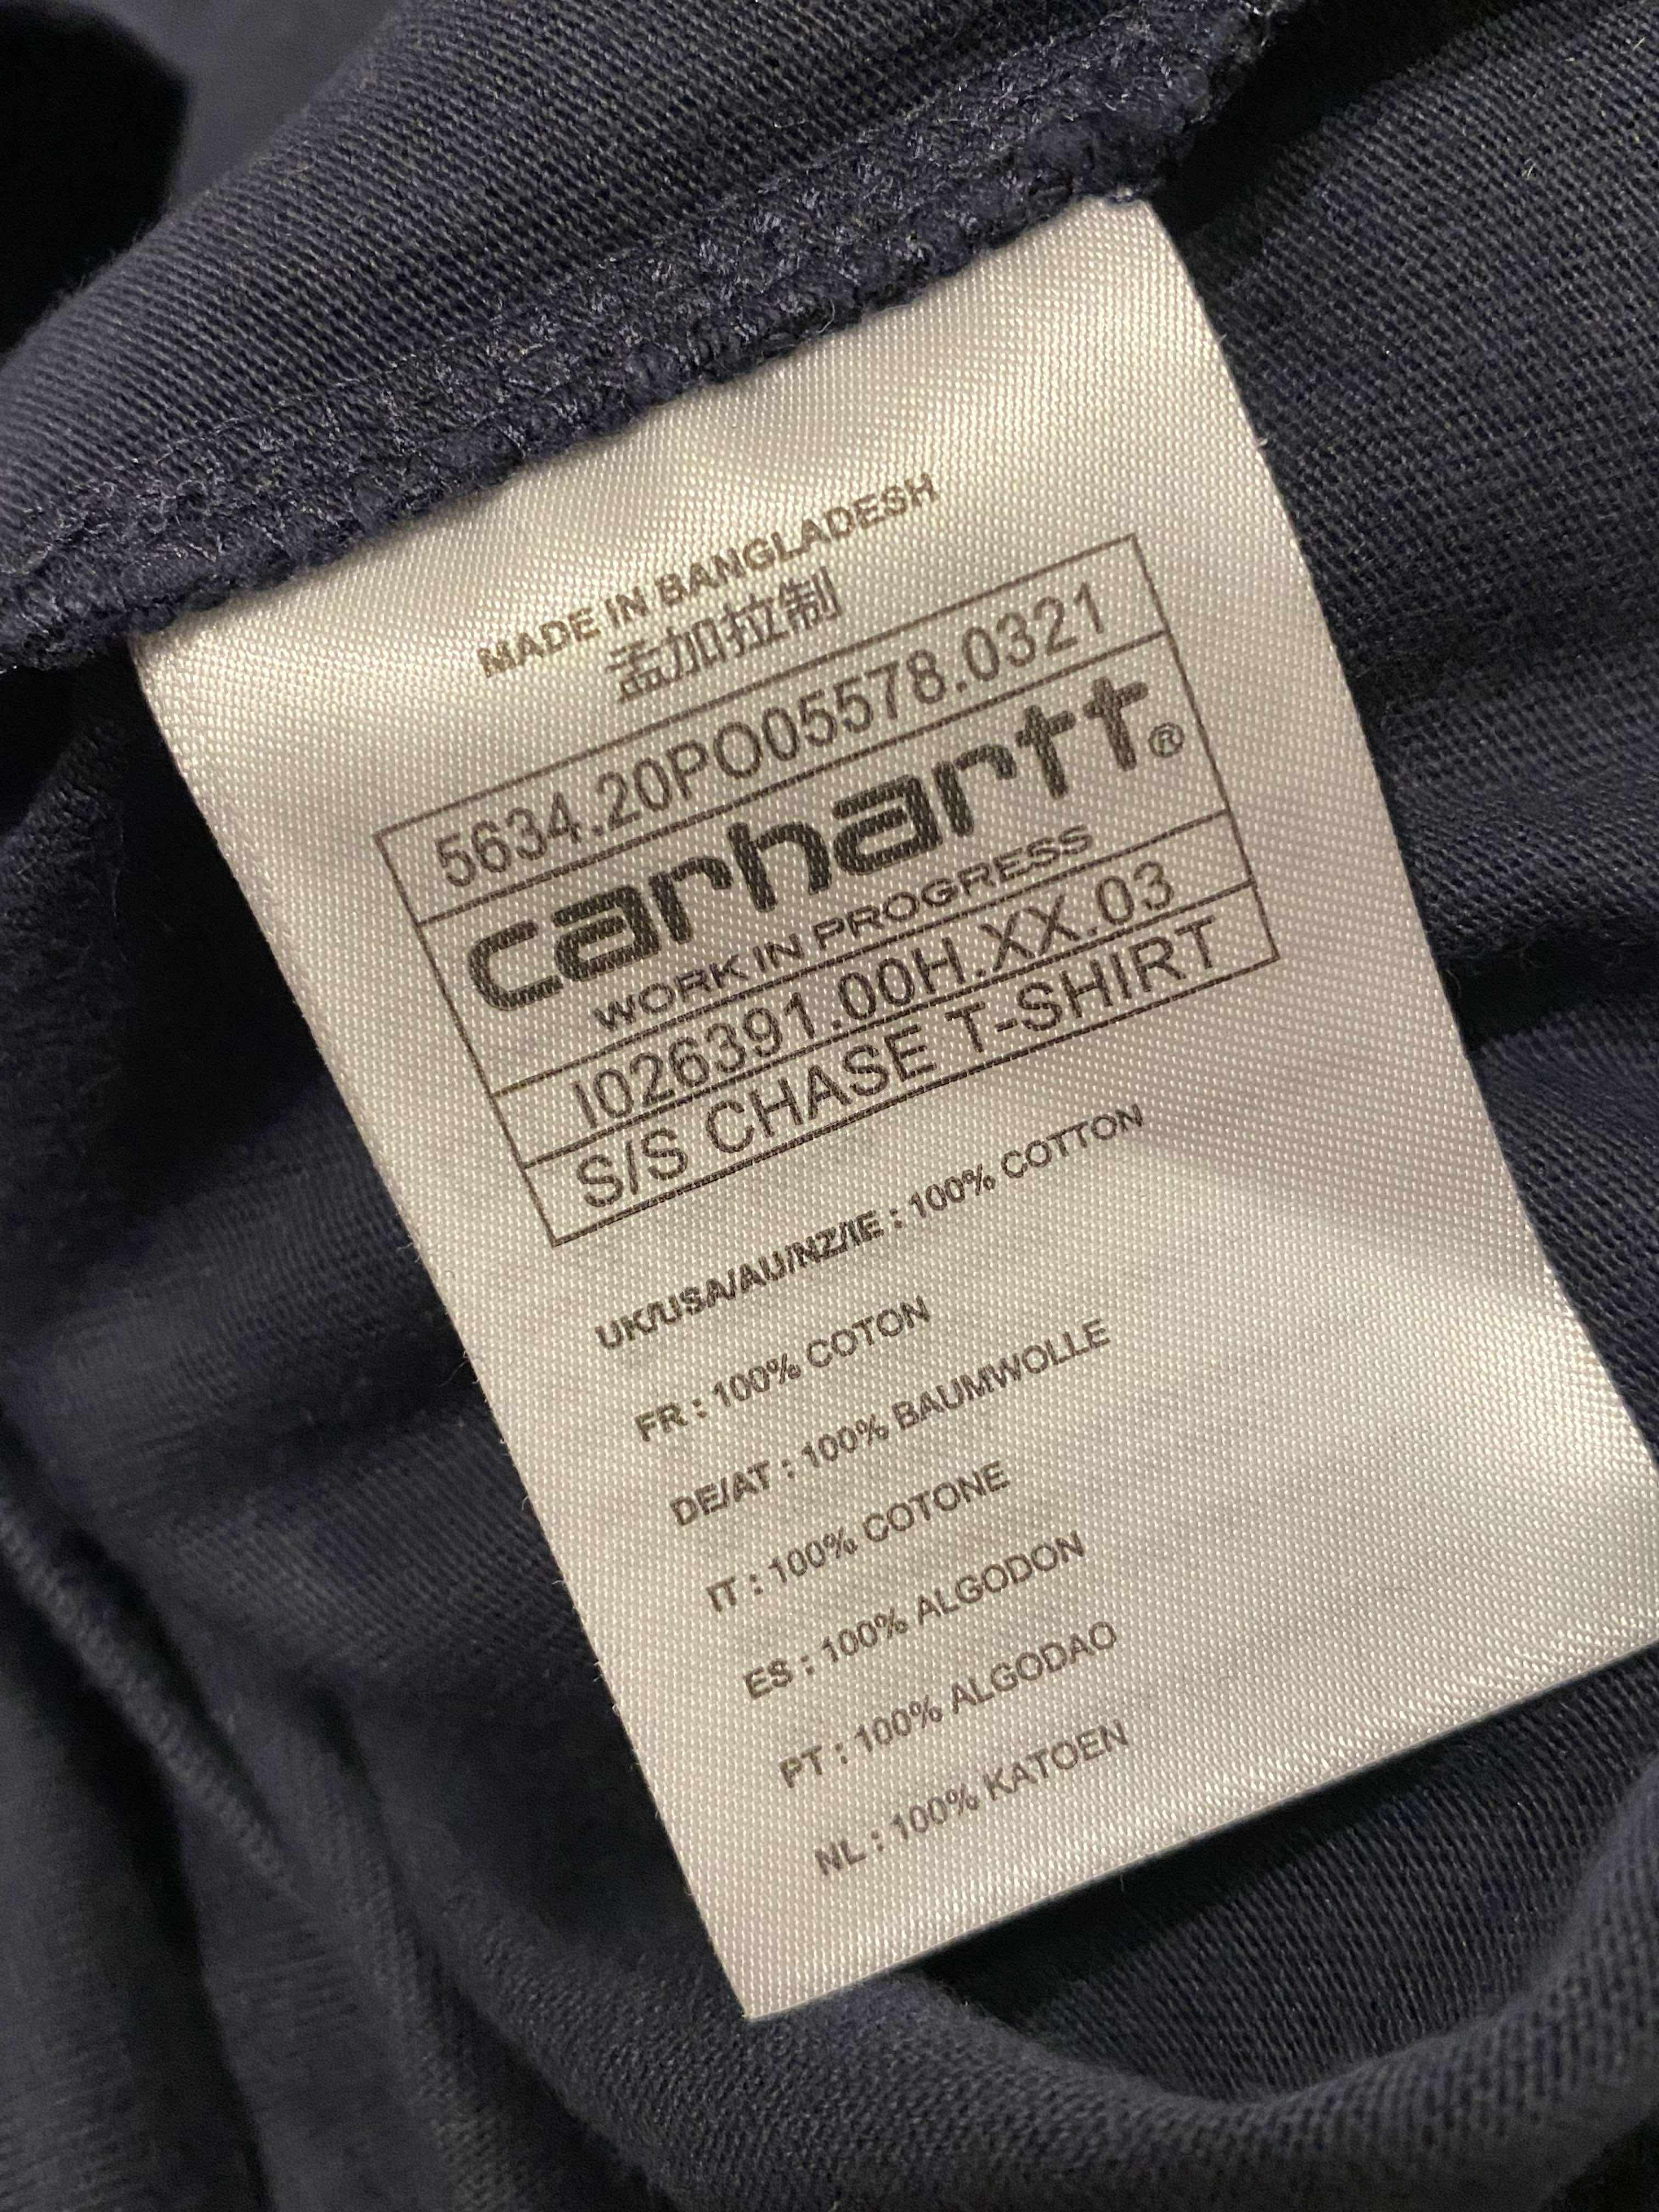 MADE IN BANGLADESH
孟加拉制
5634.20PO05578.0321
carhartt®
WORK IN PROGRESS
I026391.00H.XX.03
S/S CHASE T-SHIRT
UK/USA/AU/NZ/IE : 100% COTTON
FR : 100% COTON
DE/AT : 100% BAUMWOLLE
IT : 100% COTONE
ES : 100% ALGODON
PT : 100% ALGODAO
NL : 100% KATOEN